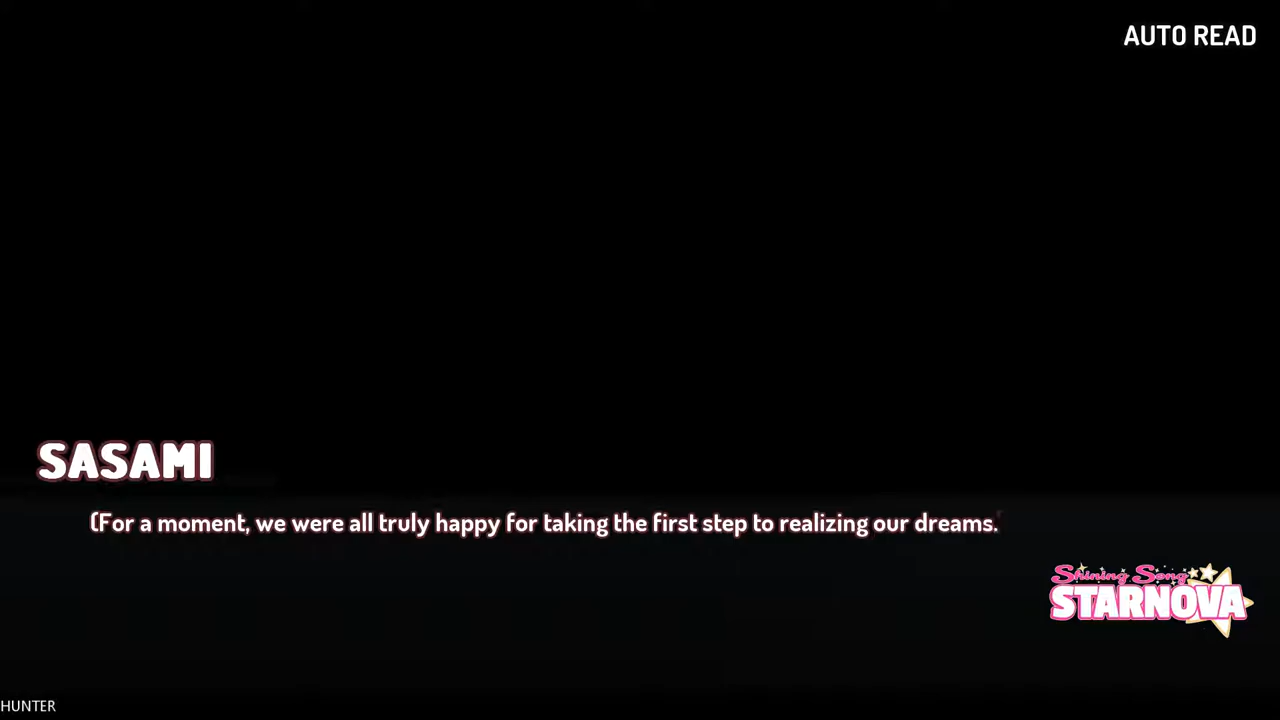 AUTO READ
SASAMI
(For a moment, we were all truly happy for taking the first step to realizing our dreams.
Shining Song
STARNOVA
HUNTER